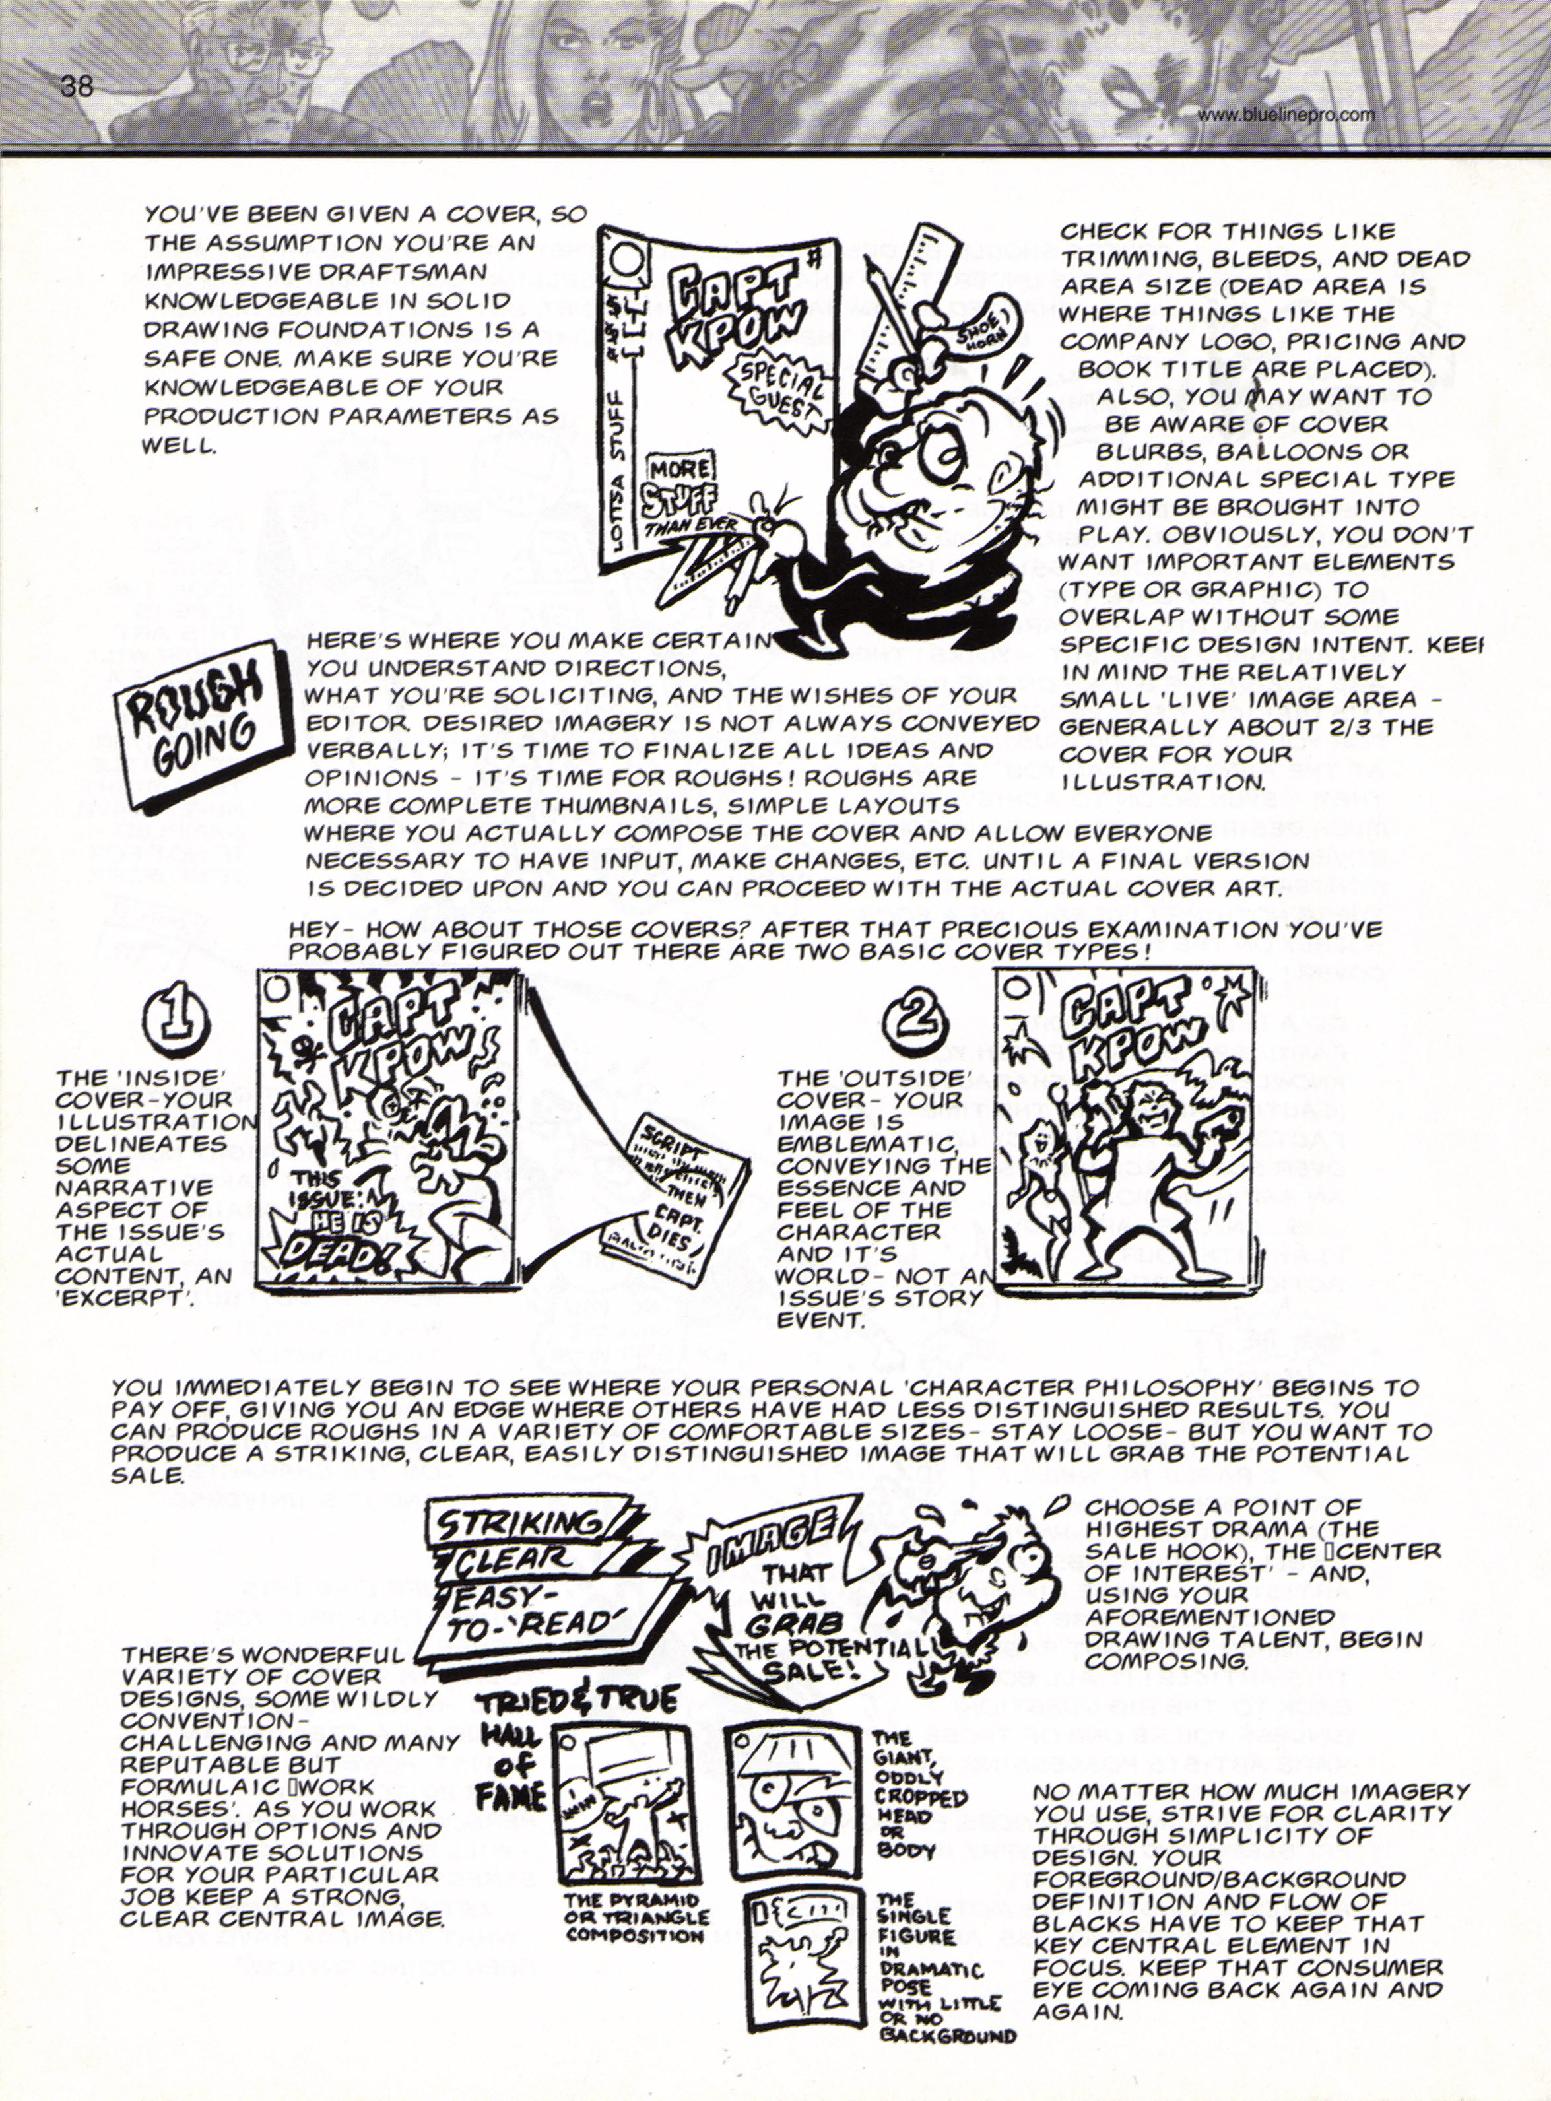 38
www.bluelinepro.com
YOU'VE BEEN GIVEN A COVER, SO
THE ASSUMPTION YOU'RE AN
IMPRESSIVE DRAFTSMAN
KNOWLEDGEABLE IN SOLID
DRAWING FOUNDATIONS IS A
SAFE ONE. MAKE SURE YOU'RE
KNOWLEDGEABLE OF YOUR
PRODUCTION PARAMETERS AS
WELL.
#
CAPT
KPOW
SPECIAL
GUEST
LOTTSA STUFF
MORE
STUFF
THAN EVER
SHOE
HORN
CHECK FOR THINGS LIKE
TRIMMING, BLEEDS, AND DEAD
AREA SIZE (DEAD AREA IS
WHERE THINGS LIKE THE
COMPANY LOGO, PRICING AND
BOOK TITLE ARE PLACED).
ALSO, YOU MAY WANT TO
BE AWARE OF COVER
BLURBS, BALLOONS OR
ADDITIONAL SPECIAL TYPE
MIGHT BE BROUGHT INTO
PLAY. OBVIOUSLY, YOU DON'T
WANT IMPORTANT ELEMENTS
(TYPE OR GRAPHIC) TO
OVERLAP WITHOUT SOME
SPECIFIC DESIGN INTENT. KEEP
IN MIND THE RELATIVELY
SMALL 'LIVE' IMAGE AREA -
GENERALLY ABOUT 2/3 THE
COVER FOR YOUR
ILLUSTRATION.
ROUGH
GOING
HERE'S WHERE YOU MAKE CERTAIN
YOU UNDERSTAND DIRECTIONS,
WHAT YOU'RE SOLICITING, AND THE WISHES OF YOUR
EDITOR. DESIRED IMAGERY IS NOT ALWAYS CONVEYED
VERBALLY; IT'S TIME TO FINALIZE ALL IDEAS AND
OPINIONS - IT'S TIME FOR ROUGHS! ROUGHS ARE
MORE COMPLETE THUMBNAILS, SIMPLE LAYOUTS
WHERE YOU ACTUALLY COMPOSE THE COVER AND ALLOW EVERYONE
NECESSARY TO HAVE INPUT, MAKE CHANGES, ETC. UNTIL A FINAL VERSION
IS DECIDED UPON AND YOU CAN PROCEED WITH THE ACTUAL COVER ART.
HEY- HOW ABOUT THOSE COVERS? AFTER THAT PRECIOUS EXAMINATION YOU'VE
PROBABLY FIGURED OUT THERE ARE TWO BASIC COVER TYPES!
1
THE 'INSIDE'
COVER-YOUR
ILLUSTRATION
DELINEATES
SOME
NARRATIVE
ASPECT OF
THE ISSUE'S
ACTUAL
CONTENT, AN
'EXCERPT'.
CAPT
KPOW
THIS
ISSUE:
HE IS
DEAD!
SCRIPT
THEN
CAPT.
DIES
2
THE 'OUTSIDE'
COVER- YOUR
IMAGE IS
EMBLEMATIC,
CONVEYING THE
ESSENCE AND
FEEL OF THE
CHARACTER
AND IT'S
WORLD- NOT AN
ISSUE'S STORY
EVENT.
CAPT
KPOW
YOU IMMEDIATELY BEGIN TO SEE WHERE YOUR PERSONAL 'CHARACTER PHILOSOPHY' BEGINS TO
PAY OFF, GIVING YOU AN EDGE WHERE OTHERS HAVE HAD LESS DISTINGUISHED RESULTS. YOU
CAN PRODUCE ROUGHS IN A VARIETY OF COMFORTABLE SIZES- STAY LOOSE- BUT YOU WANT TO
PRODUCE A STRIKING, CLEAR, EASILY DISTINGUISHED IMAGE THAT WILL GRAB THE POTENTIAL
SALE.
STRIKING
CLEAR
EASY-
TO-'READ'
IMAGE
THAT
WILL
GRAB
THE POTENTIAL
SALE!
CHOOSE A POINT OF
HIGHEST DRAMA (THE
SALE HOOK), THE ▯CENTER
OF INTEREST' - AND,
USING YOUR
AFOREMENTIONED
DRAWING TALENT, BEGIN
COMPOSING.
THERE'S WONDERFUL
VARIETY OF COVER
DESIGNS, SOME WILDLY
CONVENTION-
CHALLENGING AND MANY
REPUTABLE BUT
FORMULAIC ▯WORK
HORSES'. AS YOU WORK
THROUGH OPTIONS AND
INNOVATE SOLUTIONS
FOR YOUR PARTICULAR
JOB KEEP A STRONG,
CLEAR CENTRAL IMAGE.
TRIED & TRUE
HALL
OF
FAME
I
WIN
THE PYRAMID
OR TRIANGLE
COMPOSITION
THE
GIANT,
ODDLY
CROPPED
HEAD
OR
BODY
THE
SINGLE
FIGURE
IN
DRAMATIC
POSE
WITH LITTLE
OR NO
BACKGROUND
NO MATTER HOW MUCH IMAGERY
YOU USE, STRIVE FOR CLARITY
THROUGH SIMPLICITY OF
DESIGN. YOUR
FOREGROUND/BACKGROUND
DEFINITION AND FLOW OF
BLACKS HAVE TO KEEP THAT
KEY CENTRAL ELEMENT IN
FOCUS. KEEP THAT CONSUMER
EYE COMING BACK AGAIN AND
AGAIN.